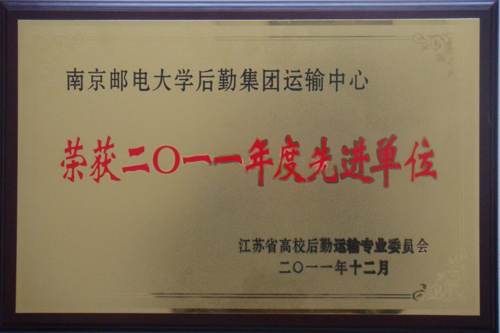 南京邮电大学后勤集团运输中心
荣获二〇一一年度先进单位
江苏省高校后勤运输专业委员会
二〇一一年十二月